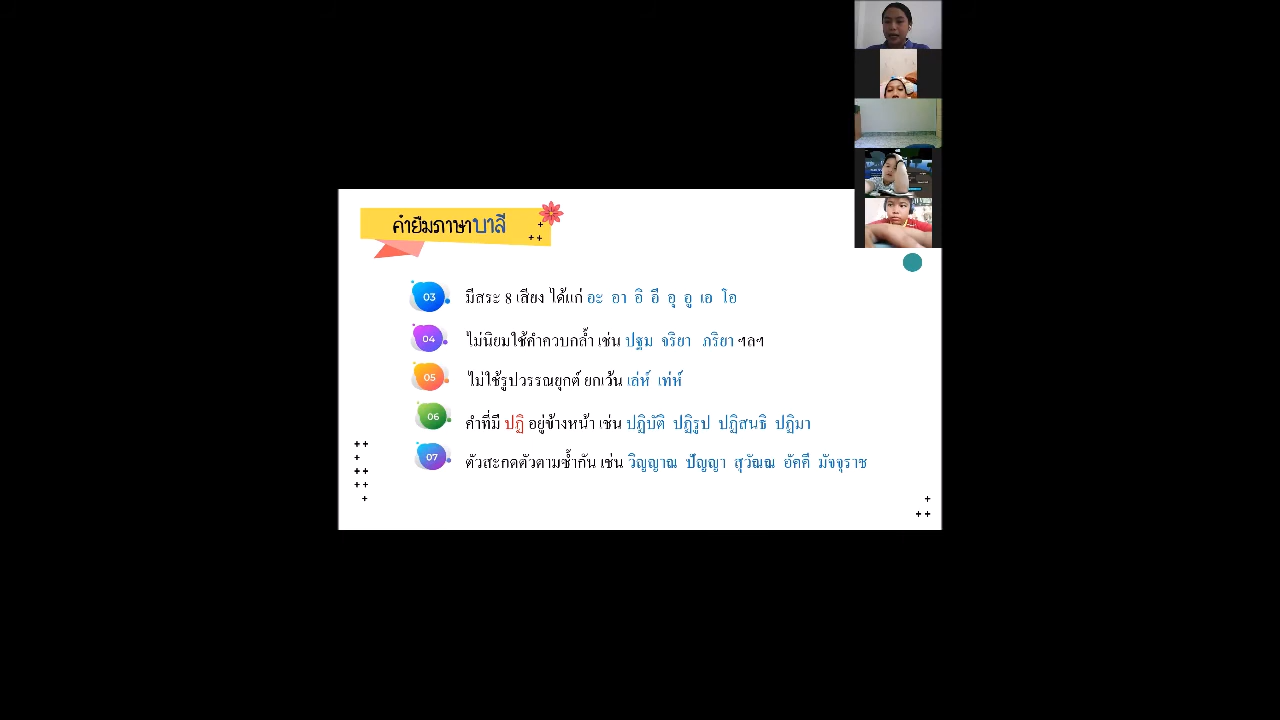 คำยืมภาษาบาลี
03 มีสระ 8 เสียง ได้แก่ อะ อา อิ อี อุ อู เอ โอ
04 ไม่นิยมใช้คำควบกล้ำ เช่น ปฐม จริยา ภริยา ฯลฯ
05 ไม่ใช้รูปวรรณยุกต์ ยกเว้น เล่ห์ เท่ห์
06 คำที่มี ปฏิ อยู่ข้างหน้า เช่น ปฏิบัติ ปฏิรูป ปฏิสนธิ ปฏิมา
07 ตัวสะกดตัวตามซ้ำกัน เช่น วิญญาณ ปัญญา สุวัณณ อัคคี มัจจุราช